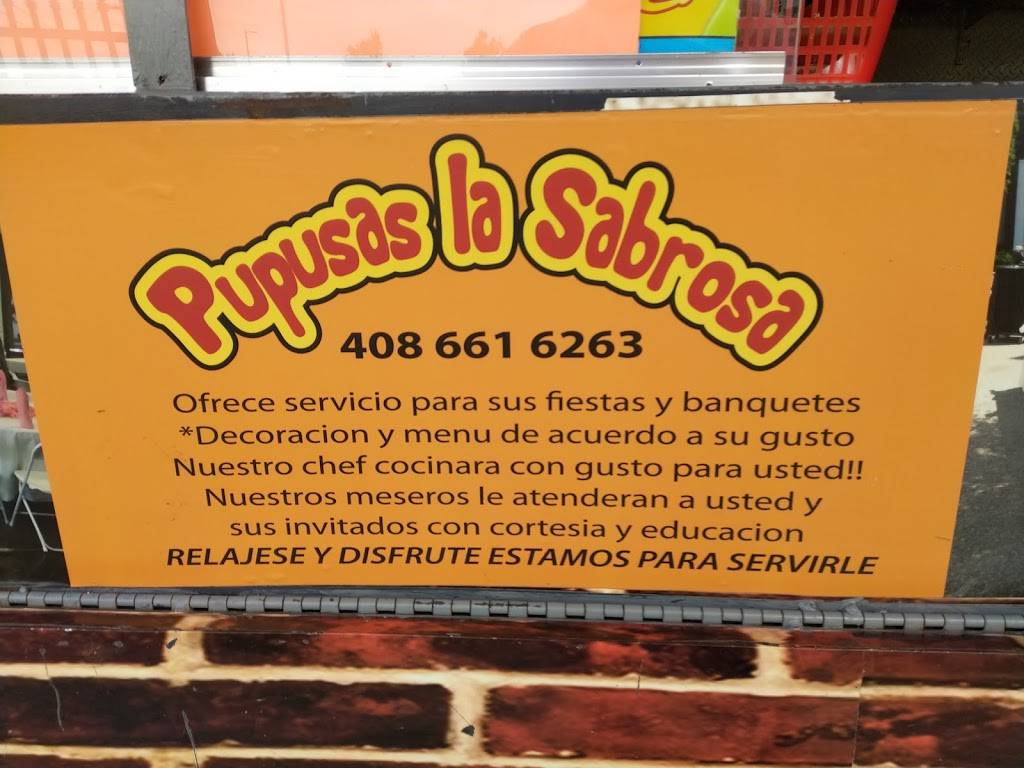 Pupusas la Sabrosa
408 661 6263
Ofrece servicio para sus fiestas y banquetes
*Decoracion y menu de acuerdo a su gusto
Nuestro chef cocinara con gusto para usted!!
Nuestros meseros le atenderan a usted y
sus invitados con cortesia y educacion
RELAJESE Y DISFRUTE ESTAMOS PARA SERVIRLE